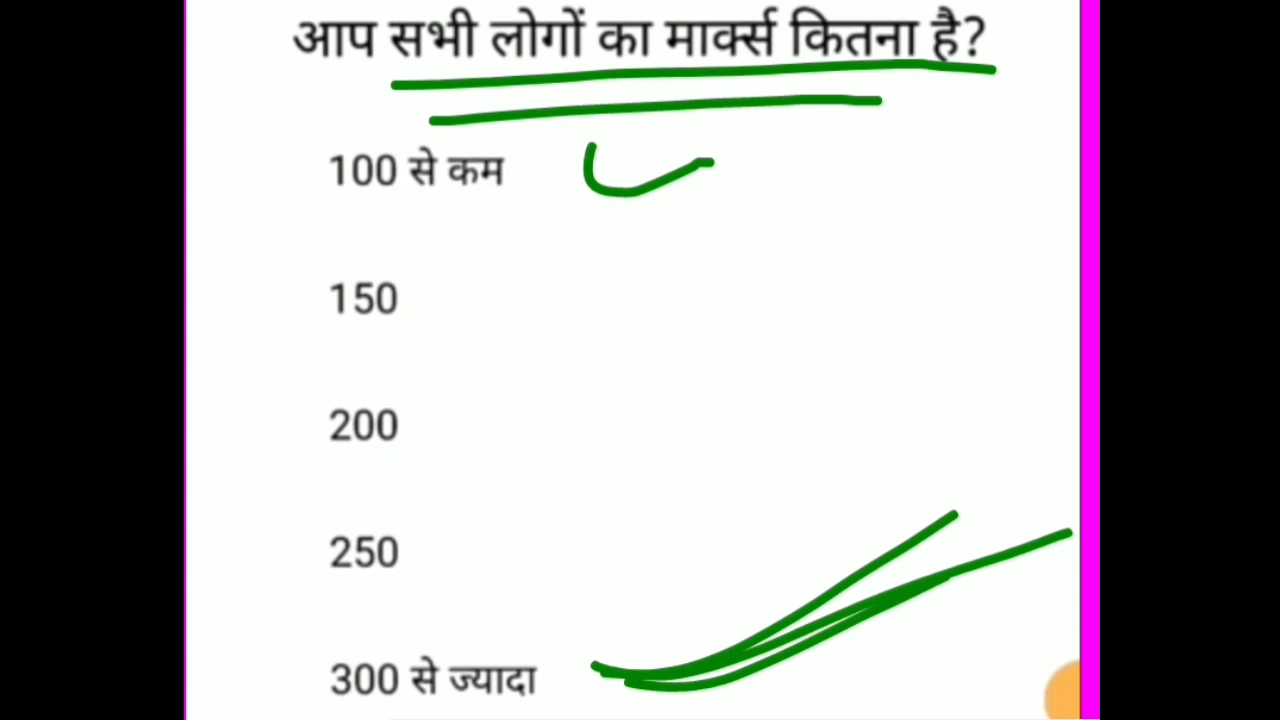 आप सभी लोगों का मार्क्स कितना है?
100 से कम
150
200
250
300 से ज्यादा